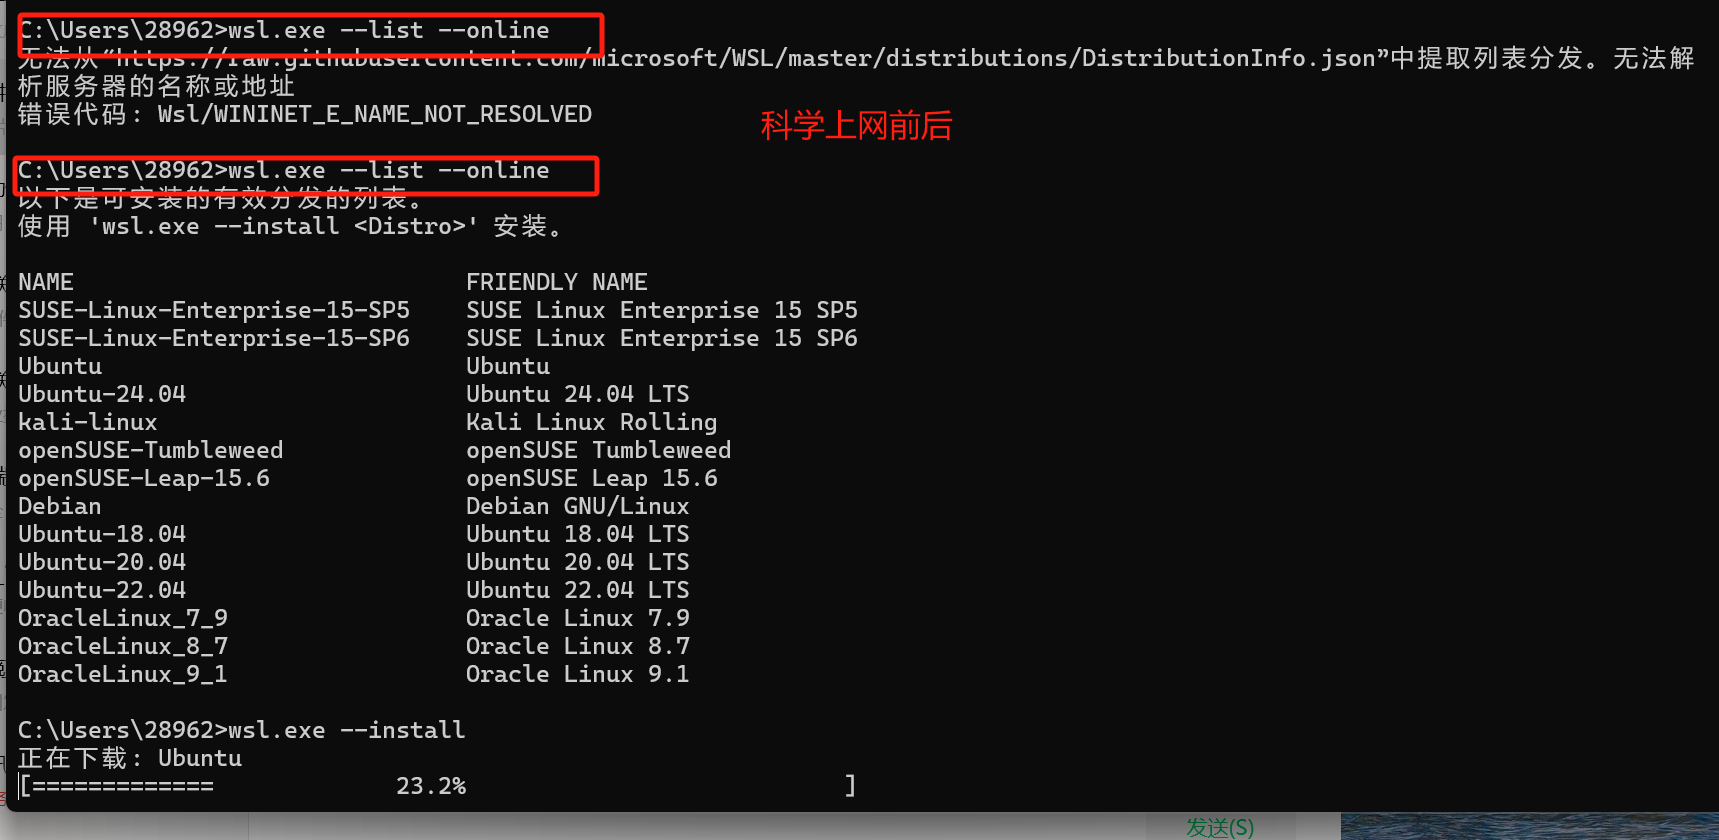 C:\Users\28962>wsl.exe --list --online
无法从“https://raw.githubusercontent.com/microsoft/WSL/master/distributions/DistributionInfo.json”中提取列表分发。无法解
析服务器的名称或地址
错误代码: Wsl/WININET_E_NAME_NOT_RESOLVED
科学上网前后
C:\Users\28962>wsl.exe --list --online
以下是可安装的有效分发的列表。
使用 'wsl.exe --install <Distro>' 安装。
NAME FRIENDLY NAME
SUSE-Linux-Enterprise-15-SP5 SUSE Linux Enterprise 15 SP5
SUSE-Linux-Enterprise-15-SP6 SUSE Linux Enterprise 15 SP6
Ubuntu Ubuntu
Ubuntu-24.04 Ubuntu 24.04 LTS
kali-linux Kali Linux Rolling
openSUSE-Tumbleweed openSUSE Tumbleweed
openSUSE-Leap-15.6 openSUSE Leap 15.6
Debian Debian GNU/Linux
Ubuntu-18.04 Ubuntu 18.04 LTS
Ubuntu-20.04 Ubuntu 20.04 LTS
Ubuntu-22.04 Ubuntu 22.04 LTS
OracleLinux_7_9 Oracle Linux 7.9
OracleLinux_8_7 Oracle Linux 8.7
OracleLinux_9_1 Oracle Linux 9.1
C:\Users\28962>wsl.exe --install
正在下载: Ubuntu
[============= 23.2% ]
发送(S)